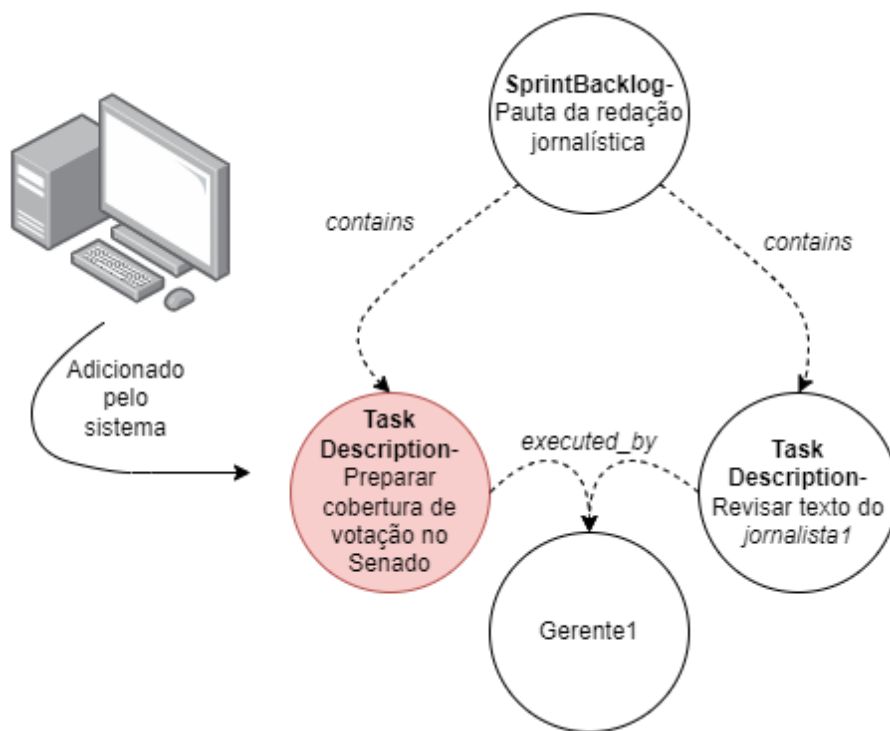 SprintBacklog-
Pauta da redação
jornalística
contains
contains
Adicionado
pelo
sistema
Task
Description-
Preparar
cobertura de
votação no
Senado
executed_by
Task
Description-
Revisar texto do
jornalista1
Gerente1